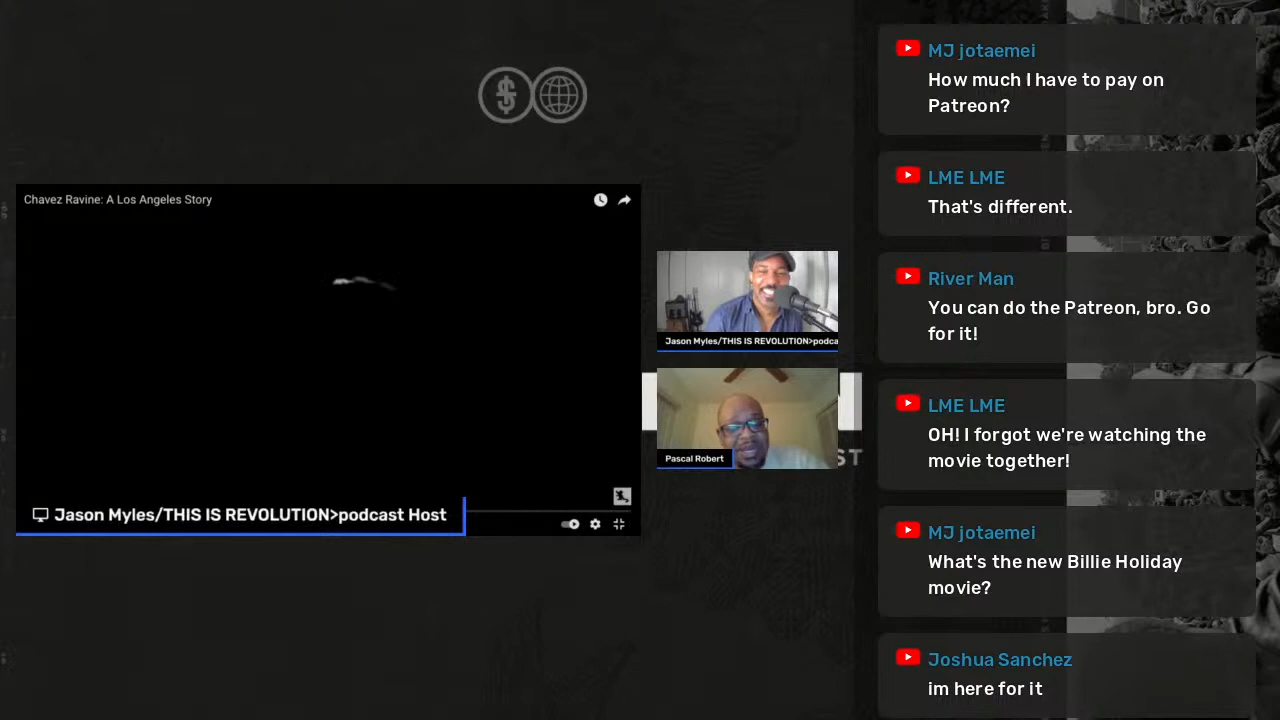 Chavez Ravine: A Los Angeles Story
Jason Myles/THIS IS REVOLUTION>podcast Host
Jason Myles/THIS IS REVOLUTION>podca
Pascal Robert
ST
MJ jotaemei
How much I have to pay on
Patreon?
LME LME
That's different.
River Man
You can do the Patreon, bro. Go
for it!
LME LME
OH! I forgot we're watching the
movie together!
MJ jotaemei
What's the new Billie Holiday
movie?
Joshua Sanchez
im here for it